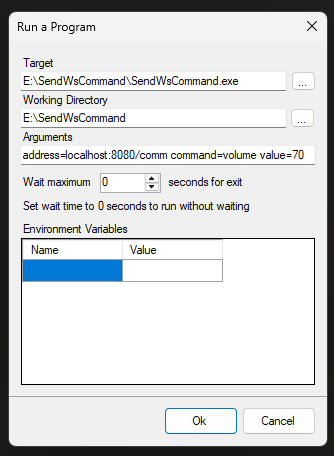 Run a Program
Target
E:\SendWsCommand\SendWsCommand.exe
...
Working Directory
E:\SendWsCommand
...
Arguments
address=localhost:8080/comm command=volume value=70
Wait maximum 0 seconds for exit
Set wait time to 0 seconds to run without waiting
Environment Variables
Name Value
Ok Cancel